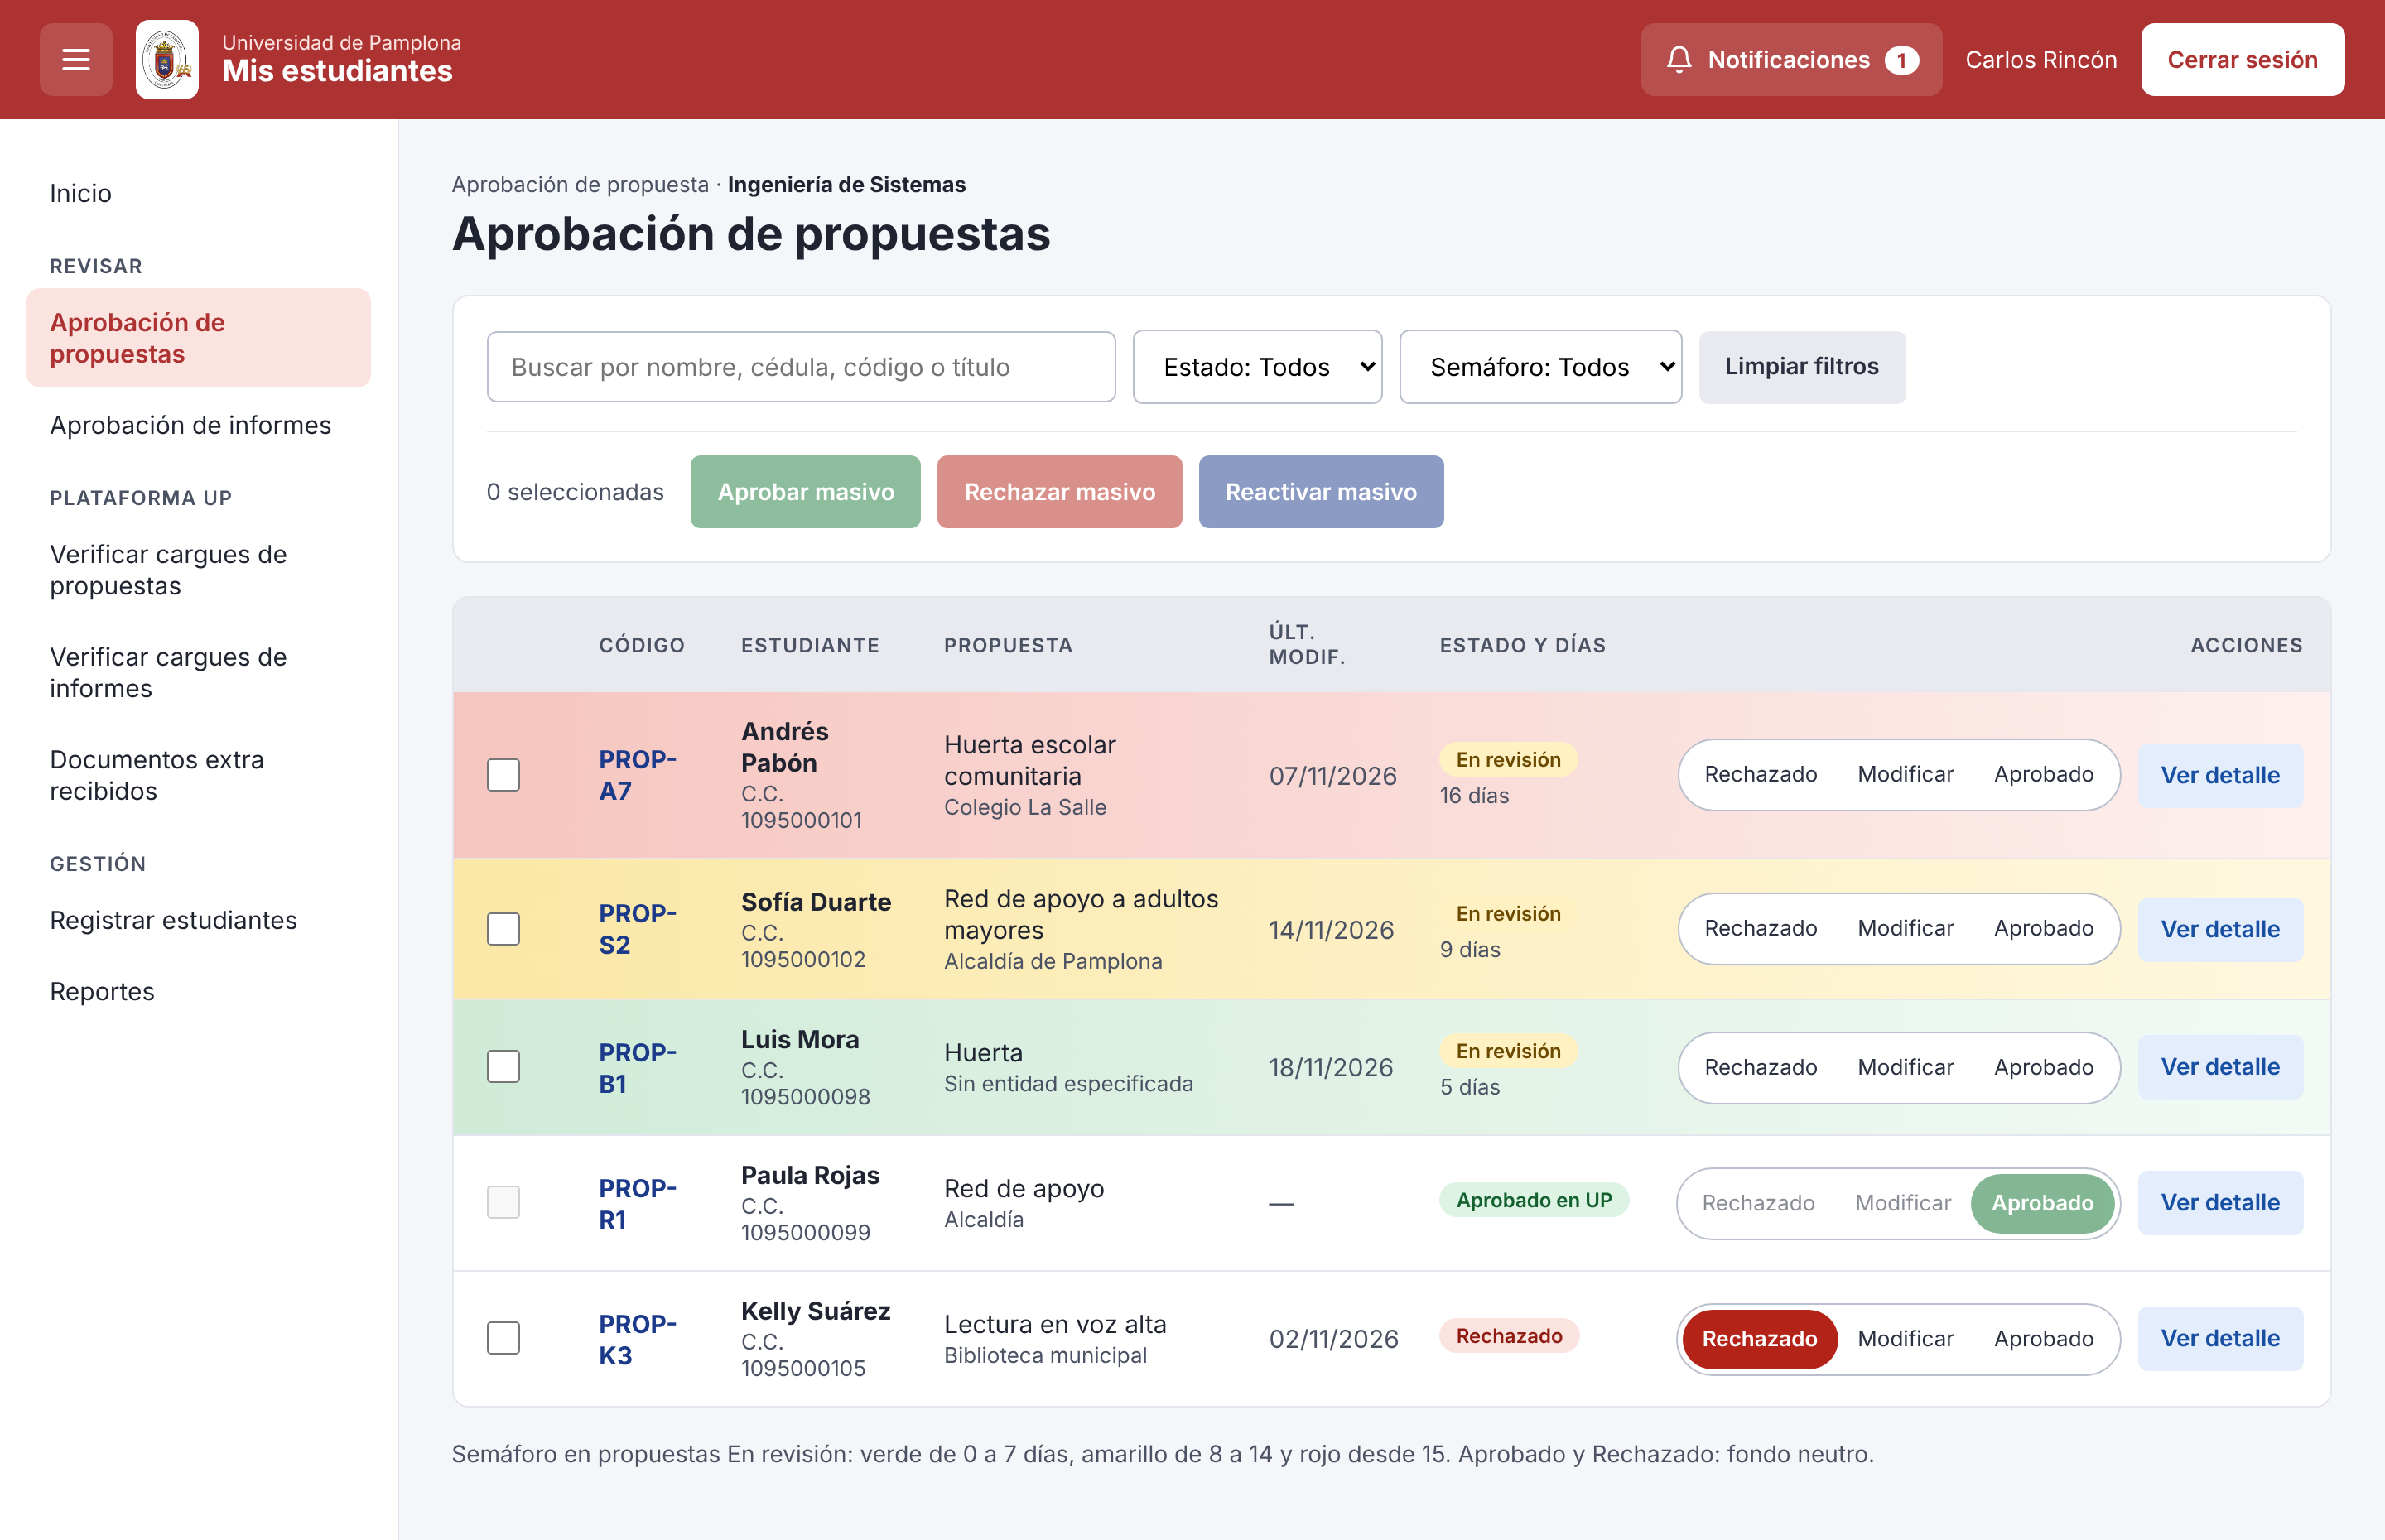 Universidad de Pamplona
Mis estudiantes
Notificaciones 1
Carlos Rincón
Cerrar sesión
Inicio
REVISAR
Aprobación de
propuestas
Aprobación de informes
PLATAFORMA UP
Verificar cargues de
propuestas
Verificar cargues de
informes
Documentos extra
recibidos
GESTIÓN
Registrar estudiantes
Reportes
Aprobación de propuesta · Ingeniería de Sistemas
Aprobación de propuestas
Buscar por nombre, cédula, código o título
Estado: Todos
Semáforo: Todos
Limpiar filtros
0 seleccionadas
Aprobar masivo
Rechazar masivo
Reactivar masivo
CÓDIGO
ESTUDIANTE
PROPUESTA
ÚLT.
MODIF.
ESTADO Y DÍAS
ACCIONES
PROP-
A7
Andrés
Pabón
C.C.
1095000101
Huerta escolar
comunitaria
Colegio La Salle
07/11/2026
En revisión
16 días
Rechazado Modificar Aprobado
Ver detalle
PROP-
S2
Sofía Duarte
C.C.
1095000102
Red de apoyo a adultos
mayores
Alcaldía de Pamplona
14/11/2026
En revisión
9 días
Rechazado Modificar Aprobado
Ver detalle
PROP-
B1
Luis Mora
C.C.
1095000098
Huerta
Sin entidad especificada
18/11/2026
En revisión
5 días
Rechazado Modificar Aprobado
Ver detalle
PROP-
R1
Paula Rojas
C.C.
1095000099
Red de apoyo
Alcaldía
—
Aprobado en UP
Rechazado Modificar Aprobado
Ver detalle
PROP-
K3
Kelly Suárez
C.C.
1095000105
Lectura en voz alta
Biblioteca municipal
02/11/2026
Rechazado
Rechazado Modificar Aprobado
Ver detalle
Semáforo en propuestas En revisión: verde de 0 a 7 días, amarillo de 8 a 14 y rojo desde 15. Aprobado y Rechazado: fondo neutro.